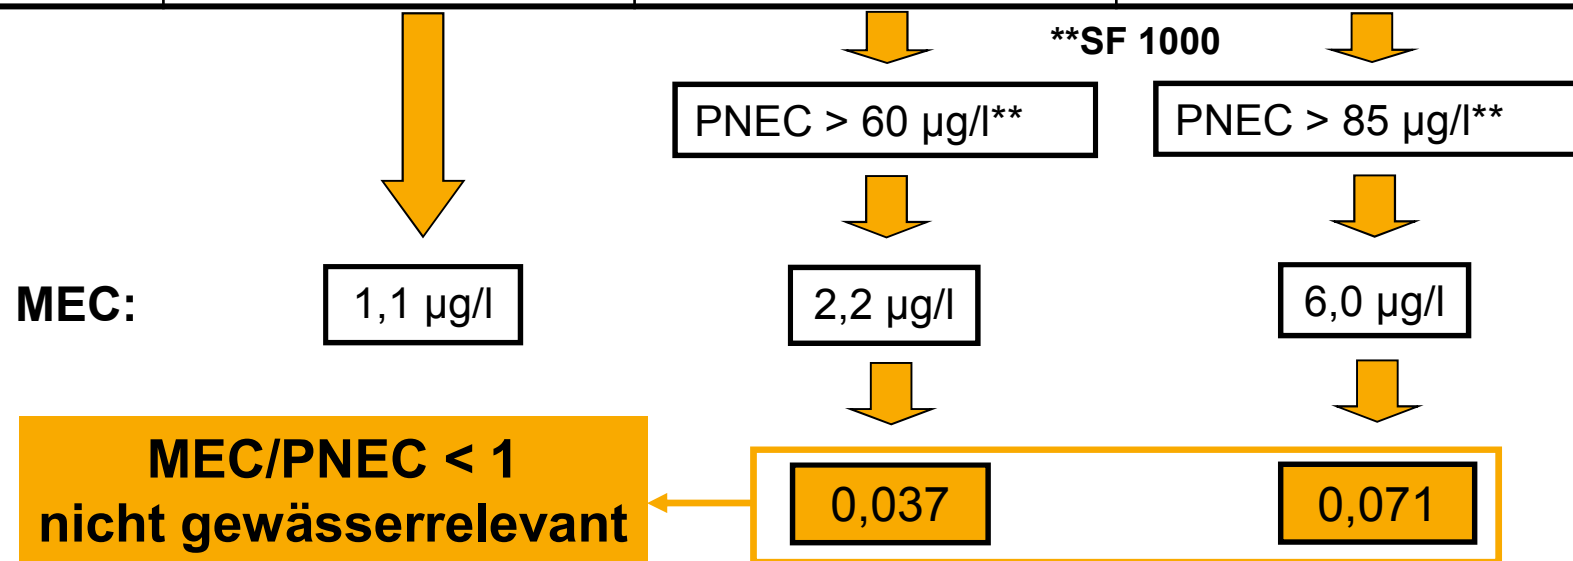 **SF 1000
PNEC > 60 µg/l**
PNEC > 85 µg/l**
MEC:
1,1 µg/l
2,2 µg/l
6,0 µg/l
MEC/PNEC < 1
nicht gewässerrelevant
0,037
0,071